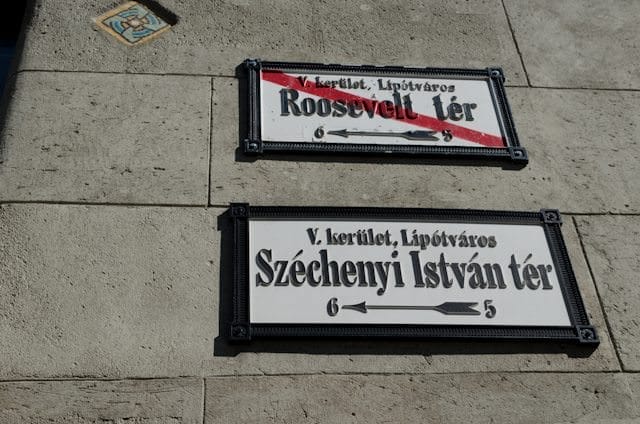 V. kerület, Lipótváros
Roosevelt tér
6 5
V. kerület, Lipótváros
Széchenyi István tér
6 5